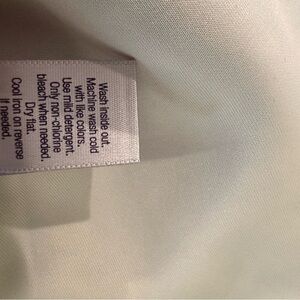 Wash inside out.
Machine wash cold
with like colors.
Use mild detergent.
Only non-chlorine
bleach when needed.
Dry flat.
Cool iron on reverse
if needed.